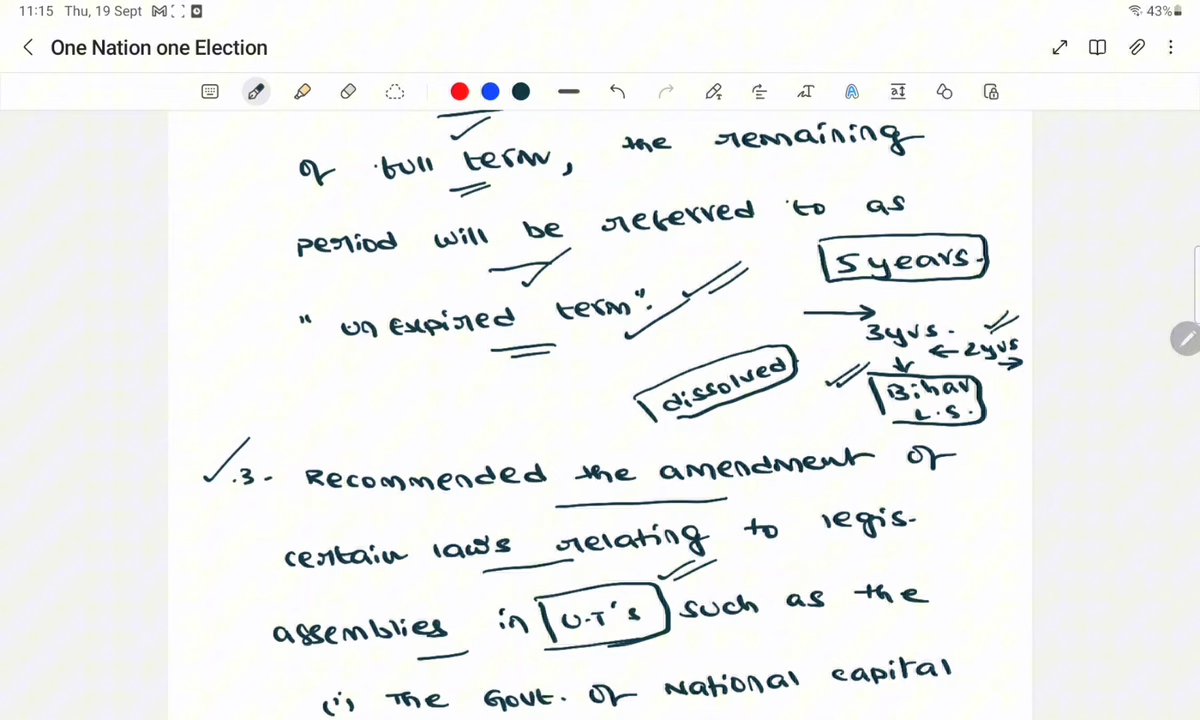 11:15 Thu, 19 Sept
43%
One Nation one Election
of full term, the remaining
period will be referred to as
5 years.
"un expired term".
3yrs.
2yrs
dissolved
Bihar
L.S.
3. Recommended the amendment of
certain laws relating to legis-
assemblies in U.T's such as the
(i) The Govt. of National capital